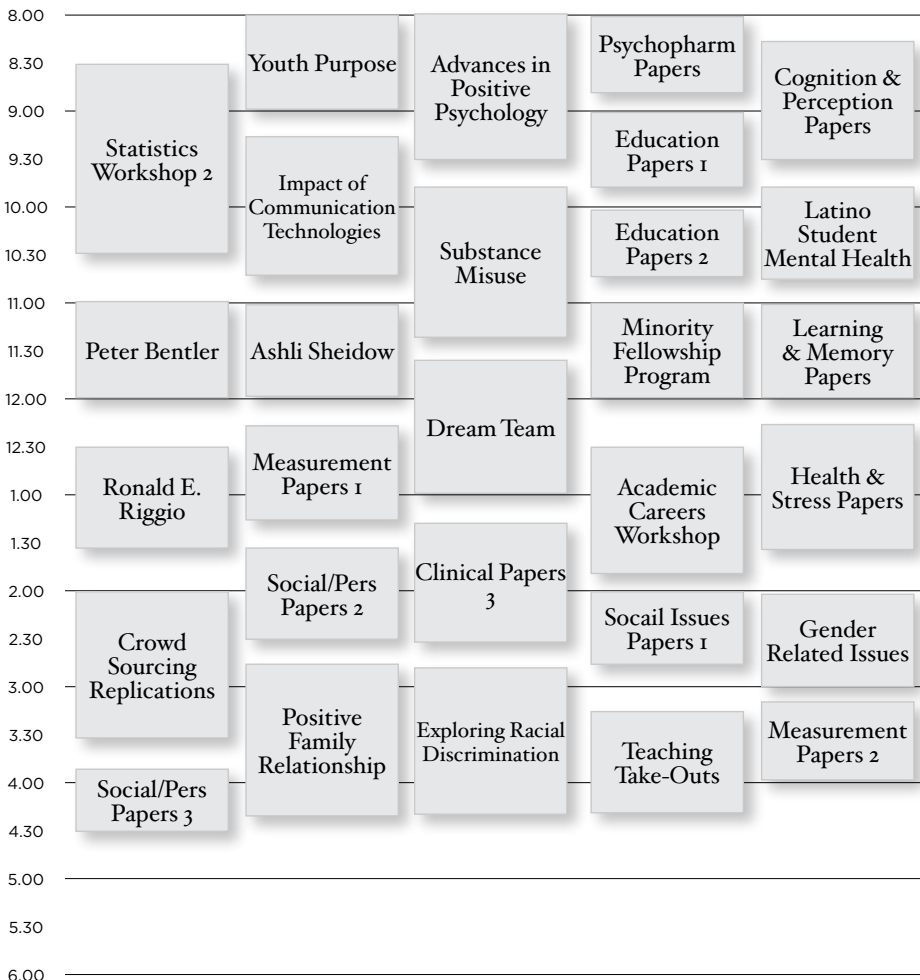 8.00
8.30
9.00
9.30
10.00
10.30
11.00
11.30
12.00
12.30
1.00
1.30
2.00
2.30
3.00
3.30
4.00
4.30
5.00
5.30
6.00
Statistics
Workshop 2
Peter Bentler
Ronald E.
Riggio
Crowd
Sourcing
Replications
Social/Pers
Papers 3
Youth Purpose
Impact of
Communication
Technologies
Ashli Sheidow
Measurement
Papers 1
Social/Pers
Papers 2
Positive
Family
Relationship
Advances in
Positive
Psychology
Substance
Misuse
Dream Team
Clinical Papers
3
Exploring Racial
Discrimination
Psychopharm
Papers
Education
Papers 1
Education
Papers 2
Minority
Fellowship
Program
Academic
Careers
Workshop
Socail Issues
Papers 1
Teaching
Take-Outs
Cognition &
Perception
Papers
Latino
Student
Mental Health
Learning
& Memory
Papers
Health &
Stress Papers
Gender
Related Issues
Measurement
Papers 2